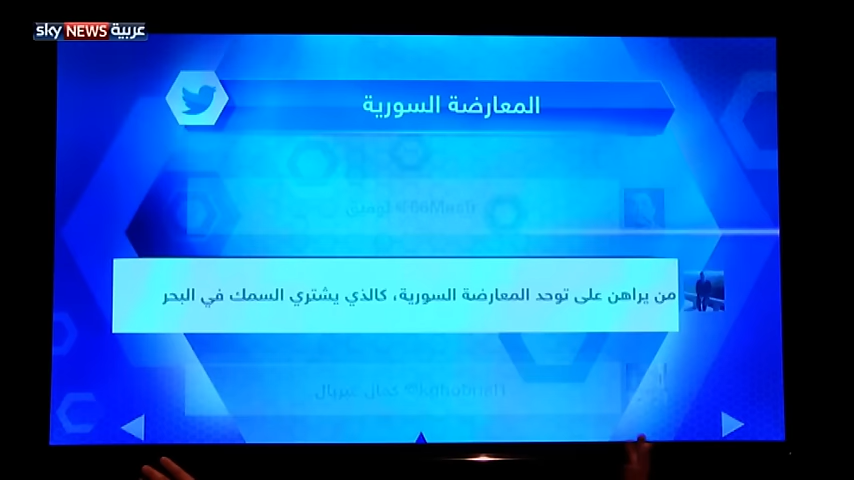 sky NEWS عربية
المعارضة السورية
من يراهن على توحد المعارضة السورية، كالذي يشتري السمك في البحر